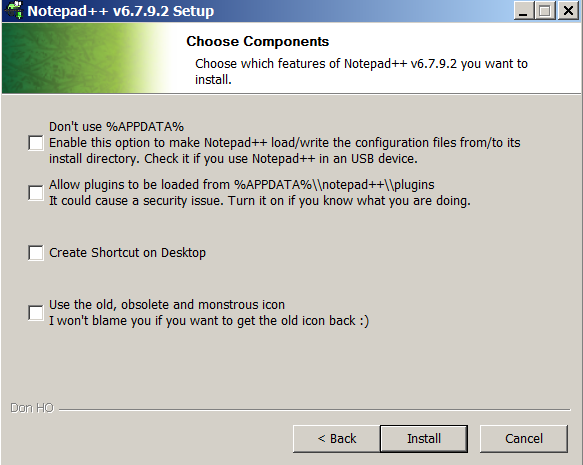 Notepad++ v6.7.9.2 Setup
Choose Components
Choose which features of Notepad++ v6.7.9.2 you want to
install.
Don't use %APPDATA%
Enable this option to make Notepad++ load/write the configuration files from/to its
install directory. Check it if you use Notepad++ in an USB device.
Allow plugins to be loaded from %APPDATA%\\notepad++\\plugins
It could cause a security issue. Turn it on if you know what you are doing.
Create Shortcut on Desktop
Use the old, obsolete and monstrous icon
I won't blame you if you want to get the old icon back :)
Don HO
< Back
Install
Cancel